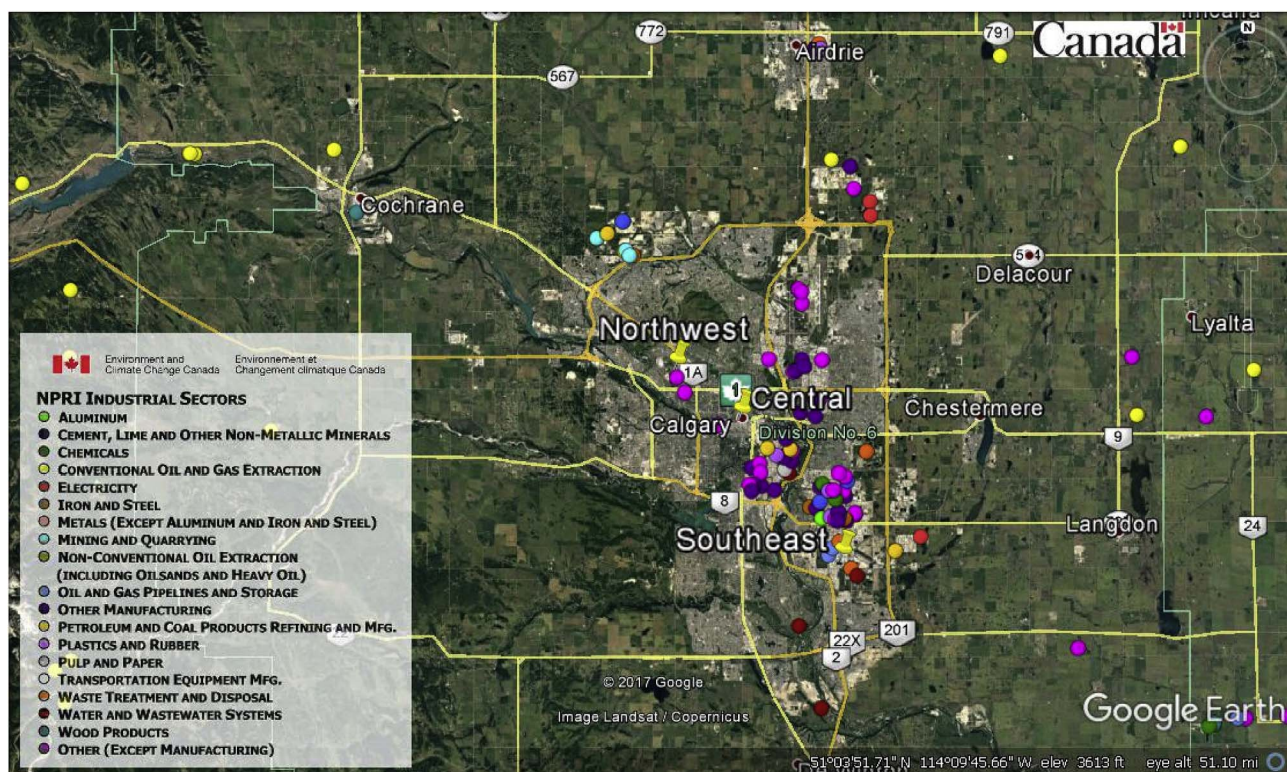 Irricana
772
791
Canada
N
Airdrie
567
Cochrane
564
Delacour
Lyalta
Northwest
1A
1
Central
Calgary
Chestermere
Division No. 6
9
8
Southeast
Langdon
24
201
22X
2
22
Environment and
Climate Change Canada
Environnement et
Changement climatique Canada
NPRI INDUSTRIAL SECTORS
ALUMINUM
CEMENT, LIME AND OTHER NON-METALLIC MINERALS
CHEMICALS
CONVENTIONAL OIL AND GAS EXTRACTION
ELECTRICITY
IRON AND STEEL
METALS (EXCEPT ALUMINUM AND IRON AND STEEL)
MINING AND QUARRYING
NON-CONVENTIONAL OIL EXTRACTION
(INCLUDING OILSANDS AND HEAVY OIL)
OIL AND GAS PIPELINES AND STORAGE
OTHER MANUFACTURING
PETROLEUM AND COAL PRODUCTS REFINING AND MFG.
PLASTICS AND RUBBER
PULP AND PAPER
TRANSPORTATION EQUIPMENT MFG.
WASTE TREATMENT AND DISPOSAL
WATER AND WASTEWATER SYSTEMS
WOOD PRODUCTS
OTHER (EXCEPT MANUFACTURING)
© 2017 Google
Image Landsat / Copernicus
Google Earth
51°03'51.71" N 114°09'45.66" W elev 3613 ft eye alt 51.10 mi